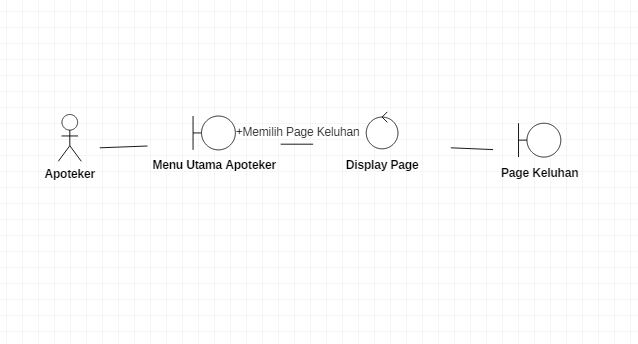 +Memilih Page Keluhan
Apoteker
Menu Utama Apoteker
Display Page
Page Keluhan